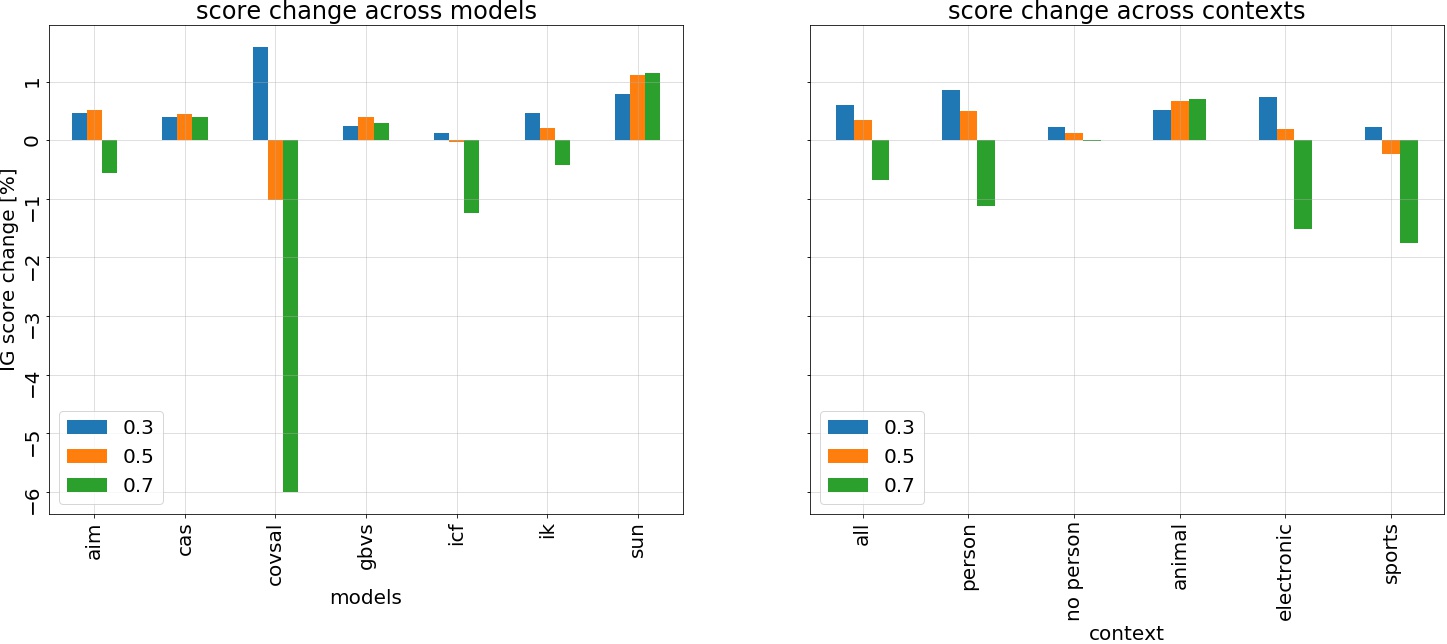 score change across models
IG score change [%]
1
0
−1
−2
−3
−4
−5
−6
0.3
0.5
0.7
aim
cas
covsal
gbvs
icf
ik
sun
models
score change across contexts
0.3
0.5
0.7
all
person
no person
animal
electronic
sports
context